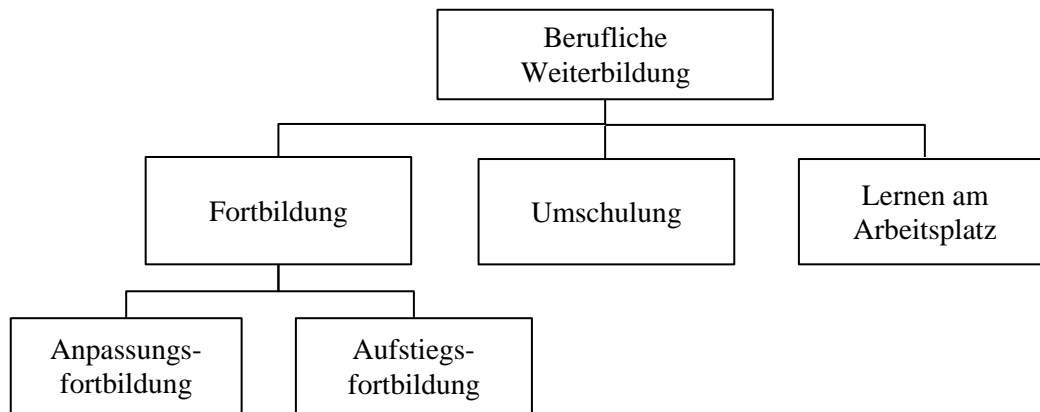 Berufliche
Weiterbildung
Fortbildung
Umschulung
Lernen am
Arbeitsplatz
Anpassungs-
fortbildung
Aufstiegs-
fortbildung